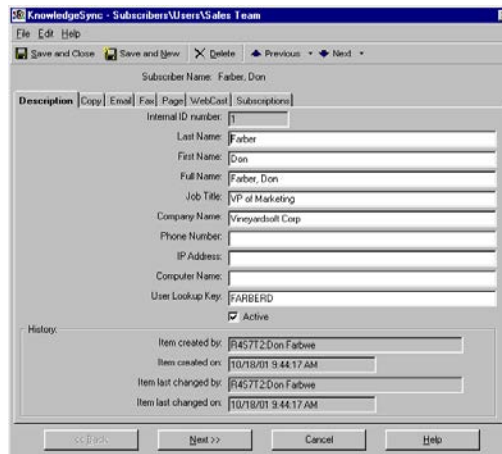 KnowledgeSync - Subscribers\Users\Sales Team
File Edit Help
Save and Close Save and New Delete Previous Next
Subscriber Name: Farber, Don
Description Copy Email Fax Page WebCast Subscriptions
Internal ID number: 1
Last Name: Farber
First Name: Don
Full Name: Farber, Don
Job Title: VP of Marketing
Company Name: Vineyardsoft Corp
Phone Number:
IP Address:
Computer Name:
User Lookup Key: FARBERD
Active
History:
Item created by: R4S7T2:Don Farbwe
Item created on: 10/18/01 9:44:17 AM
Item last changed by: R4S7T2:Don Farbwe
Item last changed on: 10/18/01 9:44:17 AM
<< Back Next >> Cancel Help